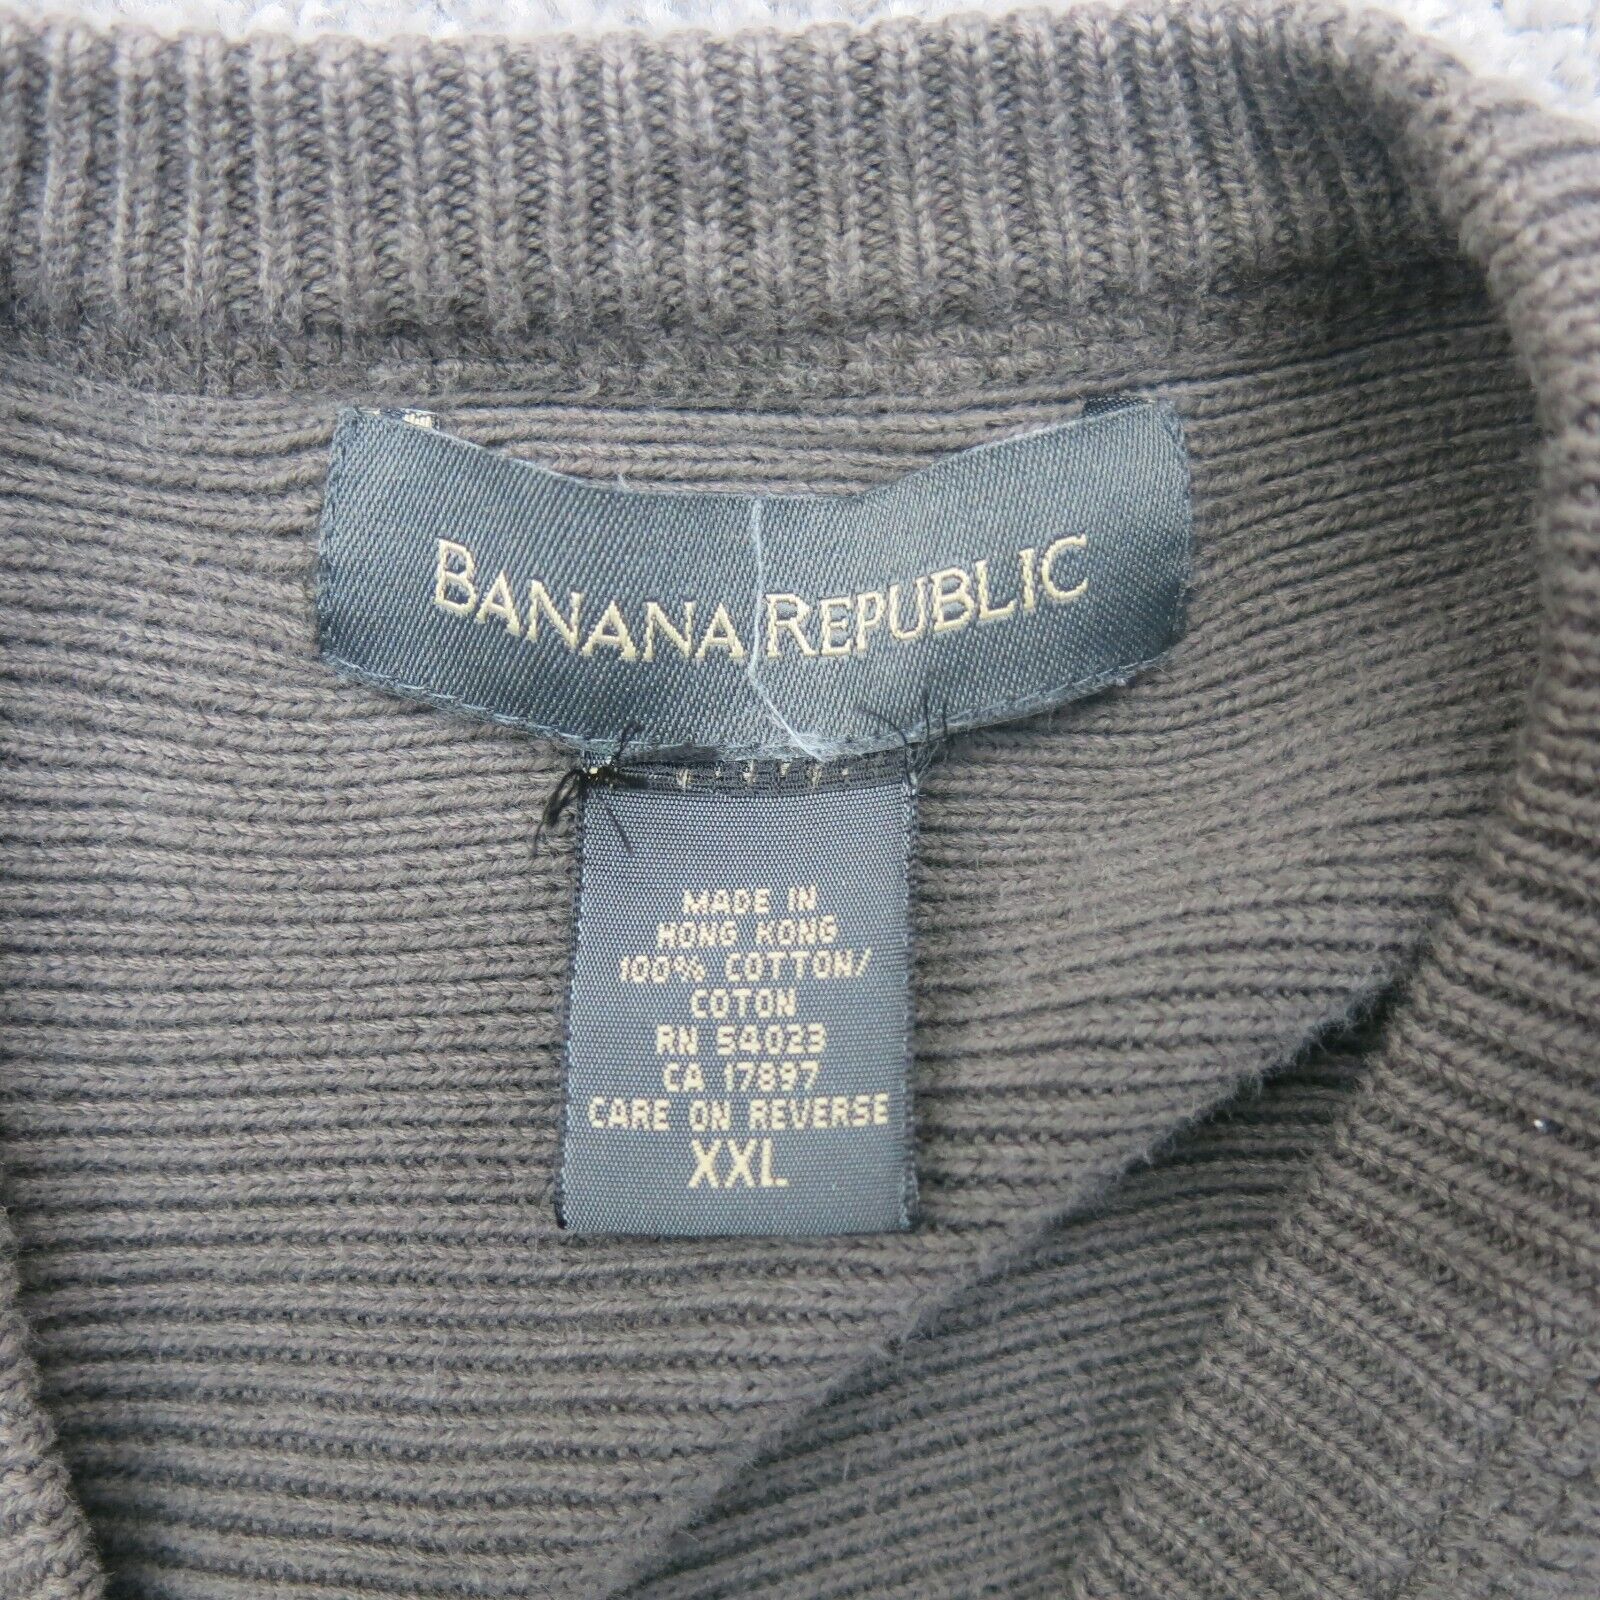 BANANA REPUBLIC
MADE IN
HONG KONG
100% COTTON/
COTON
RN 54023
CA 17897
CARE ON REVERSE
XXL